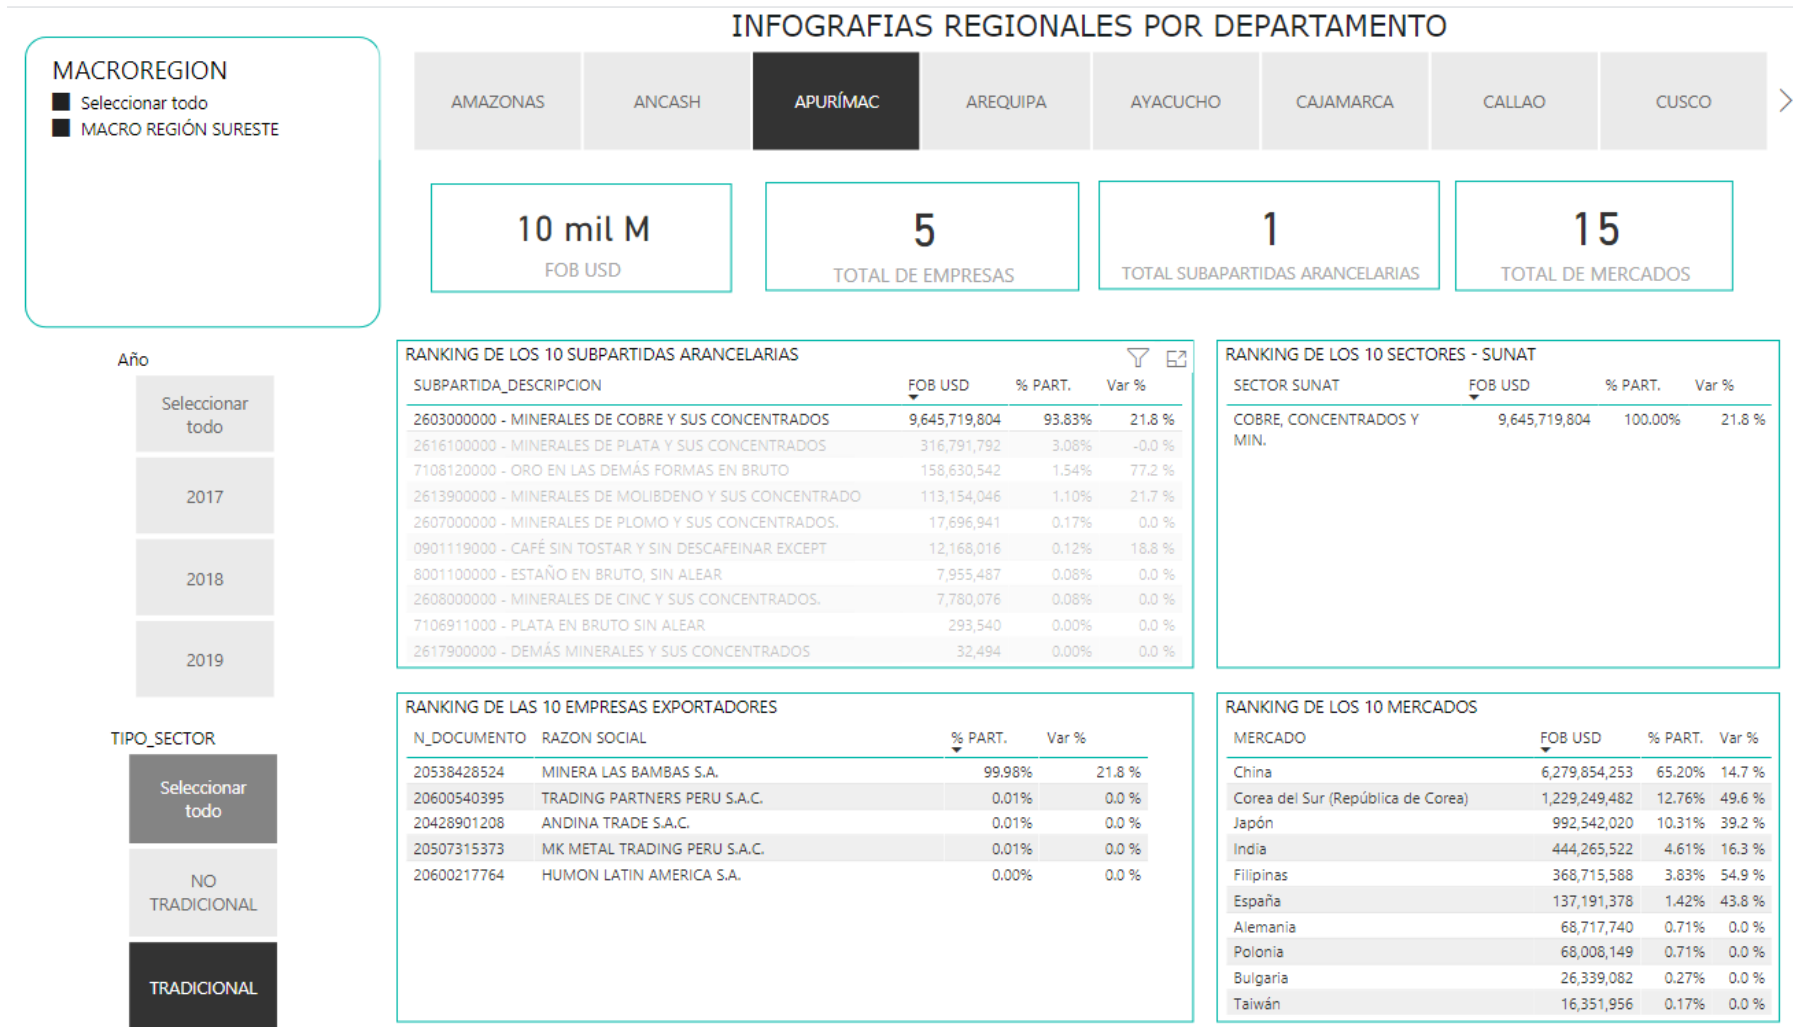 INFOGRAFIAS REGIONALES POR DEPARTAMENTO
MACROREGION
Seleccionar todo
MACRO REGIÓN SURESTE
AMAZONAS ANCASH APURÍMAC AREQUIPA AYACUCHO CAJAMARCA CALLAO CUSCO
10 mil M
FOB USD
5
TOTAL DE EMPRESAS
1
TOTAL SUBAPARTIDAS ARANCELARIAS
15
TOTAL DE MERCADOS
Año
Seleccionar
todo
2017
2018
2019
TIPO_SECTOR
Seleccionar
todo
NO
TRADICIONAL
TRADICIONAL
RANKING DE LOS 10 SUBPARTIDAS ARANCELARIAS
SUBPARTIDA_DESCRIPCION FOB USD % PART. Var %
2603000000 - MINERALES DE COBRE Y SUS CONCENTRADOS 9,645,719,804 93.83% 21.8 %
2616100000 - MINERALES DE PLATA Y SUS CONCENTRADOS 316,791,792 3.08% -0.0 %
7108120000 - ORO EN LAS DEMÁS FORMAS EN BRUTO 158,630,542 1.54% 77.2 %
2613900000 - MINERALES DE MOLIBDENO Y SUS CONCENTRADO 113,154,046 1.10% 21.7 %
2607000000 - MINERALES DE PLOMO Y SUS CONCENTRADOS. 17,696,941 0.17% 0.0 %
0901119000 - CAFÉ SIN TOSTAR Y SIN DESCAFEINAR EXCEPT 12,168,016 0.12% 18.8 %
8001100000 - ESTAÑO EN BRUTO, SIN ALEAR 7,955,487 0.08% 0.0 %
2608000000 - MINERALES DE CINC Y SUS CONCENTRADOS. 7,780,076 0.08% 0.0 %
7106911000 - PLATA EN BRUTO SIN ALEAR 293,540 0.00% 0.0 %
2617900000 - DEMÁS MINERALES Y SUS CONCENTRADOS 32,494 0.00% 0.0 %
RANKING DE LOS 10 SECTORES - SUNAT
SECTOR SUNAT FOB USD % PART. Var %
COBRE, CONCENTRADOS Y 9,645,719,804 100.00% 21.8 %
MIN.
RANKING DE LAS 10 EMPRESAS EXPORTADORES
N_DOCUMENTO RAZON SOCIAL % PART. Var %
20538428524 MINERA LAS BAMBAS S.A. 99.98% 21.8 %
20600540395 TRADING PARTNERS PERU S.A.C. 0.01% 0.0 %
20428901208 ANDINA TRADE S.A.C. 0.01% 0.0 %
20507315373 MK METAL TRADING PERU S.A.C. 0.01% 0.0 %
20600217764 HUMON LATIN AMERICA S.A. 0.00% 0.0 %
RANKING DE LOS 10 MERCADOS
MERCADO FOB USD % PART. Var %
China 6,279,854,253 65.20% 14.7 %
Corea del Sur (República de Corea) 1,229,249,482 12.76% 49.6 %
Japón 992,542,020 10.31% 39.2 %
India 444,265,522 4.61% 16.3 %
Filipinas 368,715,588 3.83% 54.9 %
España 137,191,378 1.42% 43.8 %
Alemania 68,717,740 0.71% 0.0 %
Polonia 68,008,149 0.71% 0.0 %
Bulgaria 26,339,082 0.27% 0.0 %
Taiwán 16,351,956 0.17% 0.0 %